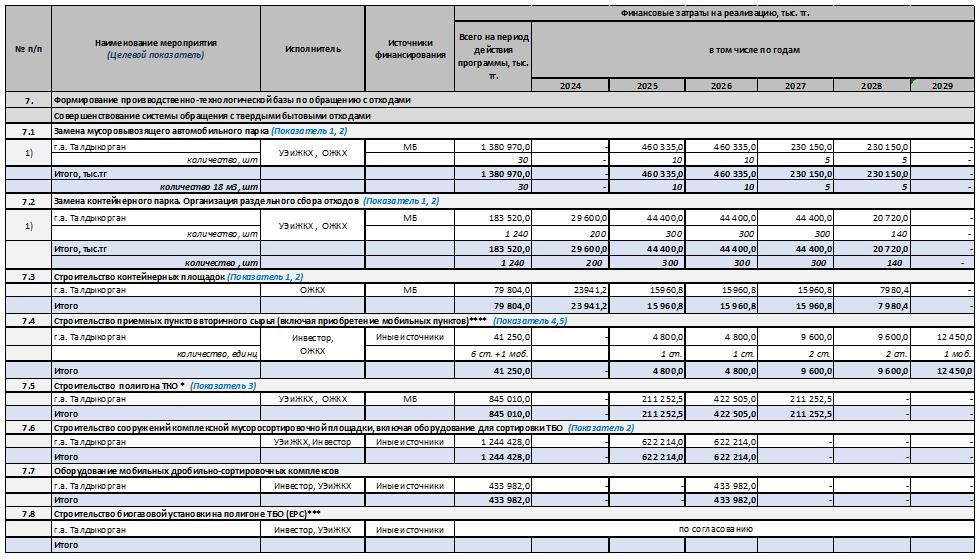 Финансовые затраты на реализацию, тыс. тг.
№ п/п Наименование мероприятия (Целевой показатель) Исполнитель Источники финансирования Всего на период действия программы, тыс. тг. в том числе по годам
2024 2025 2026 2027 2028 2029
7. Формирование производственно-технологической базы по обращению с отходами
Совершенствование системы обращения с твердыми бытовыми отходами
7.1 Замена мусоровывозящего автомобильного парка (Показатель 1, 2)
1) г.а. Талдыкорган УЭиЖКХ, ОЖКХ МБ 1 380 970,0 - 460 335,0 460 335,0 230 150,0 230 150,0 -
количество, шт 30 - 10 10 5 5 -
Итого, тыс.тг 1 380 970,0 - 460 335,0 460 335,0 230 150,0 230 150,0 -
количество 18 м3, шт 30 - 10 10 5 5 -
7.2 Замена контейнерного парка. Организация раздельного сбора отходов (Показатель 1, 2)
1) г.а. Талдыкорган УЭиЖКХ, ОЖКХ МБ 183 520,0 29 600,0 44 400,0 44 400,0 44 400,0 20 720,0 -
количество, шт 1 240 200 300 300 300 140 -
Итого, тыс.тг 183 520,0 29 600,0 44 400,0 44 400,0 44 400,0 20 720,0 -
количество, шт 1 240 200 300 300 300 140 -
7.3 Строительство контейнерных площадок (Показатель 1, 2)
г.а. Талдыкорган ОЖКХ МБ 79 804,0 23941,2 15960,8 15960,8 15960,8 7980,4 -
Итого 79 804,0 23 941,2 15 960,8 15 960,8 15 960,8 7 980,4 -
7.4 Строительство приемных пунктов вторичного сырья (включая приобретение мобильных пунктов)**** (Показатель 4,5)
г.а. Талдыкорган Инвестор, ОЖКХ Иные источники 41 250,0 - 4 800,0 4 800,0 9 600,0 9 600,0 12 450,0
количество, единц 6 ст. +1 моб. 1 ст. 1 ст. 2 ст. 2 ст. 1 моб.
Итого 41 250,0 - 4 800,0 4 800,0 9 600,0 9 600,0 12 450,0
7.5 Строительство полигона ТКО * (Показатель 3)
г.а. Талдыкорган УЭиЖКХ, ОЖКХ МБ 845 010,0 - 211 252,5 422 505,0 211 252,5 - -
Итого 845 010,0 - 211 252,5 422 505,0 211 252,5 - -
7.6 Строительство сооружений комплексной мусоросортировочной площадки, включая оборудование для сортировки ТБО (Показатель 2)
г.а. Талдыкорган УЭиЖКХ, Инвестор Иные источники 1 244 428,0 - 622 214,0 622 214,0 - - -
Итого 1 244 428,0 - 622 214,0 622 214,0 - - -
7.7 Оборудование мобильных дробильно-сортировочных комплексов
г.а. Талдыкорган Инвестор, УЭиЖКХ Иные источники 433 982,0 - - 433 982,0 - - -
Итого 433 982,0 - - 433 982,0 - - -
7.8 Строительство биогазовой установки на полигоне ТБО (ЕРС)***
г.а. Талдыкорган Инвестор, УЭиЖКХ Иные источники по согласованию
Итого